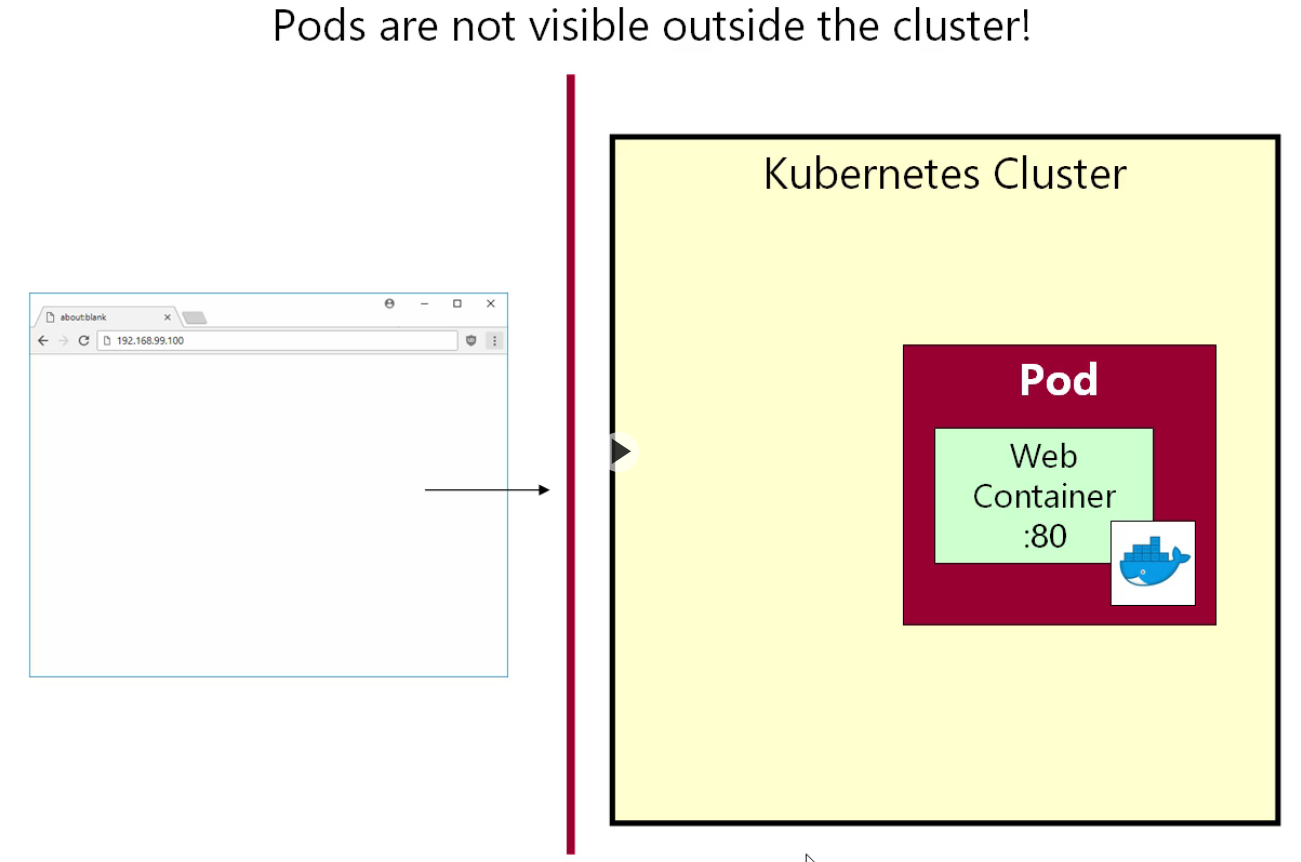 Pods are not visible outside the cluster!
Kubernetes Cluster
about:blank
192.168.99.100
Pod
Web
Container
:80